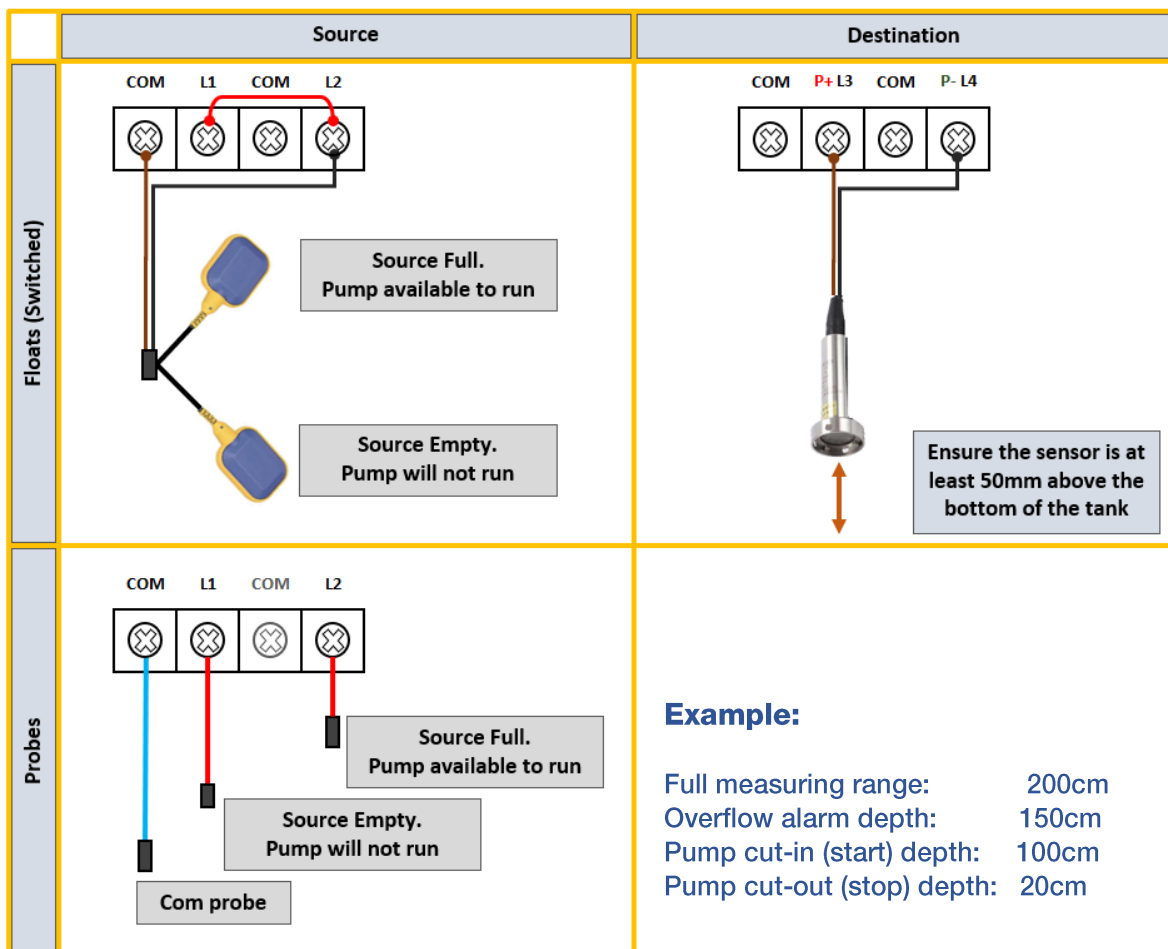 Source
Destination
Floats (Switched)
COM L1 COM L2
COM P+ L3 COM P- L4
Source Full.
Pump available to run
Source Empty.
Pump will not run
Ensure the sensor is at
least 50mm above the
bottom of the tank
Probes
COM L1 COM L2
Source Full.
Pump available to run
Source Empty.
Pump will not run
Com probe
Example:
Full measuring range: 200cm
Overflow alarm depth: 150cm
Pump cut-in (start) depth: 100cm
Pump cut-out (stop) depth: 20cm